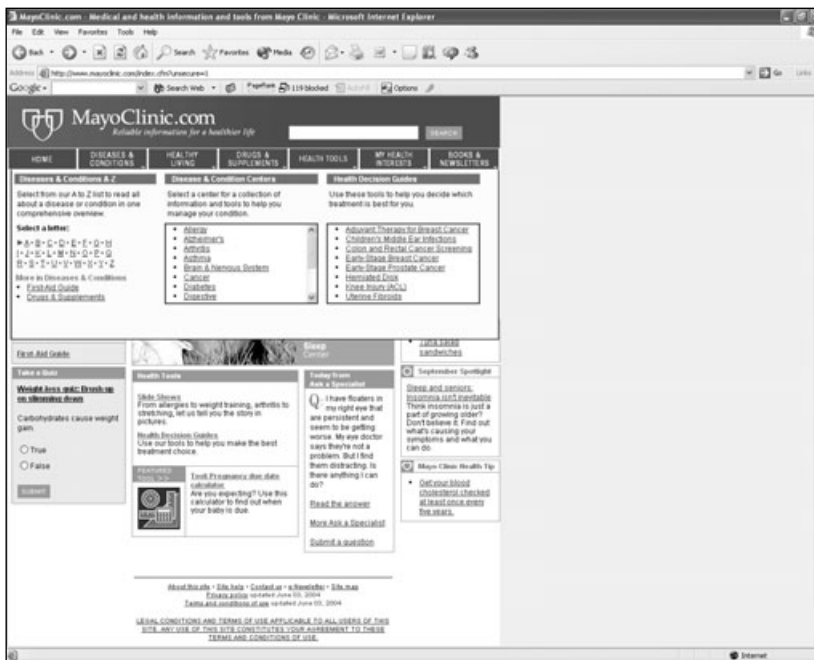 MayoClinic.com - Medical and health information and tools from Mayo Clinic - Microsoft Internet Explorer
File Edit View Favorites Tools Help
Back Search Favorites Media
Address http://www.mayoclinic.com/index.cfm?unsecure=1 Go Links
Google Search Web PageRank 119 blocked AutoFill Options
MayoClinic.com
Reliable information for a healthier life
SEARCH
HOME
DISEASES & CONDITIONS
HEALTHY LIVING
DRUGS & SUPPLEMENTS
HEALTH TOOLS
MY HEALTH INTERESTS
BOOKS & NEWSLETTERS
Diseases & Conditions A-Z
Select from our A to Z list to read all
about a disease or condition in one
comprehensive overview.
Select a letter:
A • B • C • D • E • F • G • H
I • J • K • L • M • N • O • P • Q
R • S • T • U • V • W • X • Y • Z
More in Diseases & Conditions
• First-Aid Guide
• Drugs & Supplements
Disease & Condition Centers
Select a center for a collection of
information and tools to help you
manage your condition.
• Allergy
• Alzheimer's
• Arthritis
• Asthma
• Brain & Nervous System
• Cancer
• Diabetes
• Digestive
Health Decision Guides
Use these tools to help you decide which
treatment is best for you.
• Adjuvant Therapy for Breast Cancer
• Children's Middle Ear Infections
• Colon and Rectal Cancer Screening
• Early-Stage Breast Cancer
• Early-Stage Prostate Cancer
• Herniated Disk
• Knee Injury (ACL)
• Uterine Fibroids
First-Aid Guide
Take a Quiz
Weight-loss quiz: Brush up
on slimming down
Carbohydrates cause weight
gain.
True
False
SUBMIT
Sleep
Center
Health Tools
Slide Shows
From allergies to weight training, arthritis to
stretching, let us tell you the story in
pictures.
Health Decision Guides
Use our tools to help you make the best
treatment choice.
FEATURED
TOOL >>
Tool: Pregnancy due date
calculator
Are you expecting? Use this
calculator to find out when
your baby is due.
Today from
Ask a Specialist
Q. I have floaters in
my right eye that
are persistent and
seem to be getting
worse. My eye doctor
says they're not a
problem. But I find
them distracting. Is
there anything I can
do?
Read the answer
More Ask a Specialist
Submit a question
• Tuna salad
sandwiches
September Spotlight
Sleep and seniors:
Insomnia isn't inevitable
Think insomnia is just a
part of growing older?
Don't believe it. Find out
what's causing your
symptoms and what you
can do.
Mayo Clinic Health Tip
• Get your blood
cholesterol checked
at least once every
five years.
About this site • Site help • Contact us • e-Newsletter • Site map
Privacy policy updated June 03, 2004
Terms and conditions of use updated June 03, 2004
LEGAL CONDITIONS AND TERMS OF USE APPLICABLE TO ALL USERS OF THIS
SITE. ANY USE OF THIS SITE CONSTITUTES YOUR AGREEMENT TO THESE
TERMS AND CONDITIONS OF USE.
Internet